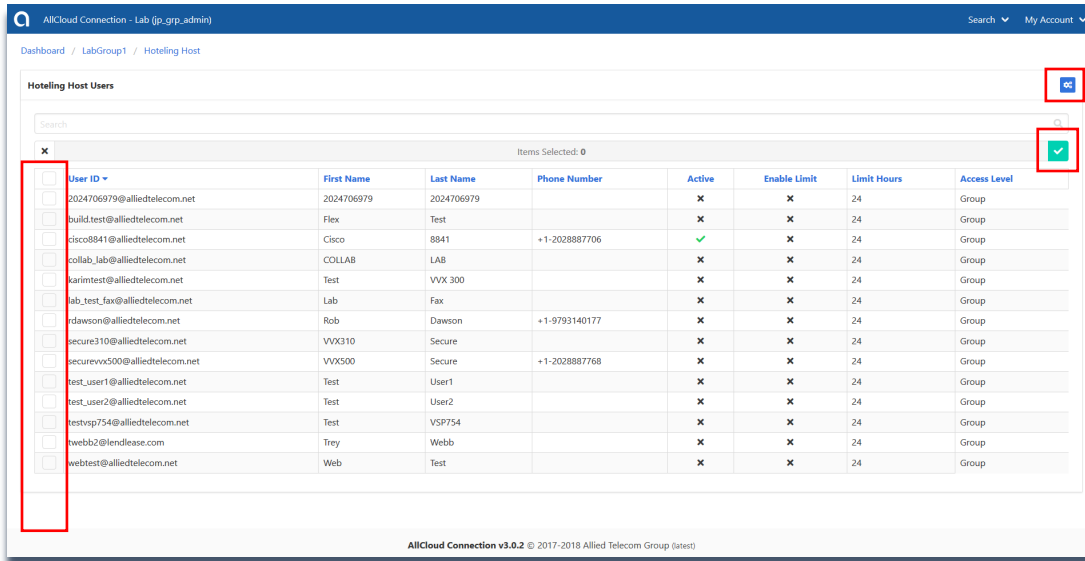 AllCloud Connection - Lab (jp_grp_admin) Search My Account
Dashboard / LabGroup1 / Hoteling Host
Hoteling Host Users
Search
Items Selected: 0
User ID First Name Last Name Phone Number Active Enable Limit Limit Hours Access Level
2024706979@alliedtelecom.net 2024706979 2024706979 24 Group
build.test@alliedtelecom.net Flex Test 24 Group
cisco8841@alliedtelecom.net Cisco 8841 +1-2028887706 24 Group
collab_lab@alliedtelecom.net COLLAB LAB 24 Group
karimtest@alliedtelecom.net Test VVX 300 24 Group
lab_test_fax@alliedtelecom.net Lab Fax 24 Group
rdawson@alliedtelecom.net Rob Dawson +1-9793140177 24 Group
secure310@alliedtelecom.net VVX310 Secure 24 Group
securevvx500@alliedtelecom.net VVX500 Secure +1-2028887768 24 Group
test_user1@alliedtelecom.net Test User1 24 Group
test_user2@alliedtelecom.net Test User2 24 Group
testvsp754@alliedtelecom.net Test VSP754 24 Group
twebb2@lendlease.com Trey Webb 24 Group
webtest@alliedtelecom.net Web Test 24 Group
AllCloud Connection v3.0.2 © 2017-2018 Allied Telecom Group (latest)